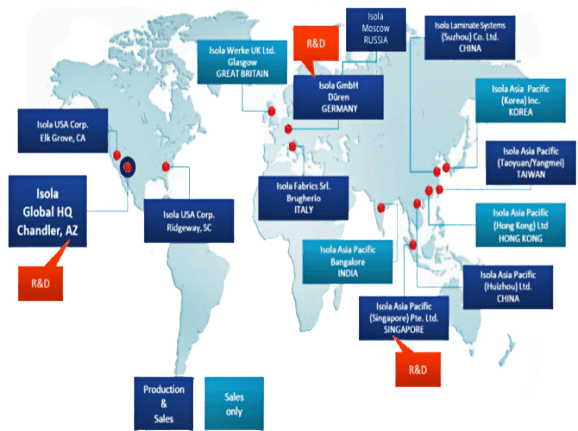 Isola
Moscow
RUSSIA
R&D
Isola Werke UK Ltd.
Glasgow
GREAT BRITAIN
Isola Laminate Systems
(Suzhou) Co. Ltd.
CHINA
Isola GmbH
Düren
GERMANY
Isola Asia Pacific
(Korea) Inc.
KOREA
Isola USA Corp.
Elk Grove, CA
Isola Asia Pacific
(Taoyuan/Yangmei)
TAIWAN
Isola
Global HQ
Chandler, AZ
Isola USA Corp.
Ridgeway, SC
Isola Fabrics Srl.
Brugherio
ITALY
Isola Asia Pacific
(Hong Kong) Ltd
HONG KONG
Isola Asia Pacific
Bangalore
INDIA
R&D
Isola Asia Pacific
(Huizhou) Ltd.
CHINA
Isola Asia Pacific
(Singapore) Pte. Ltd.
SINGAPORE
R&D
Production
&
Sales
Sales
only